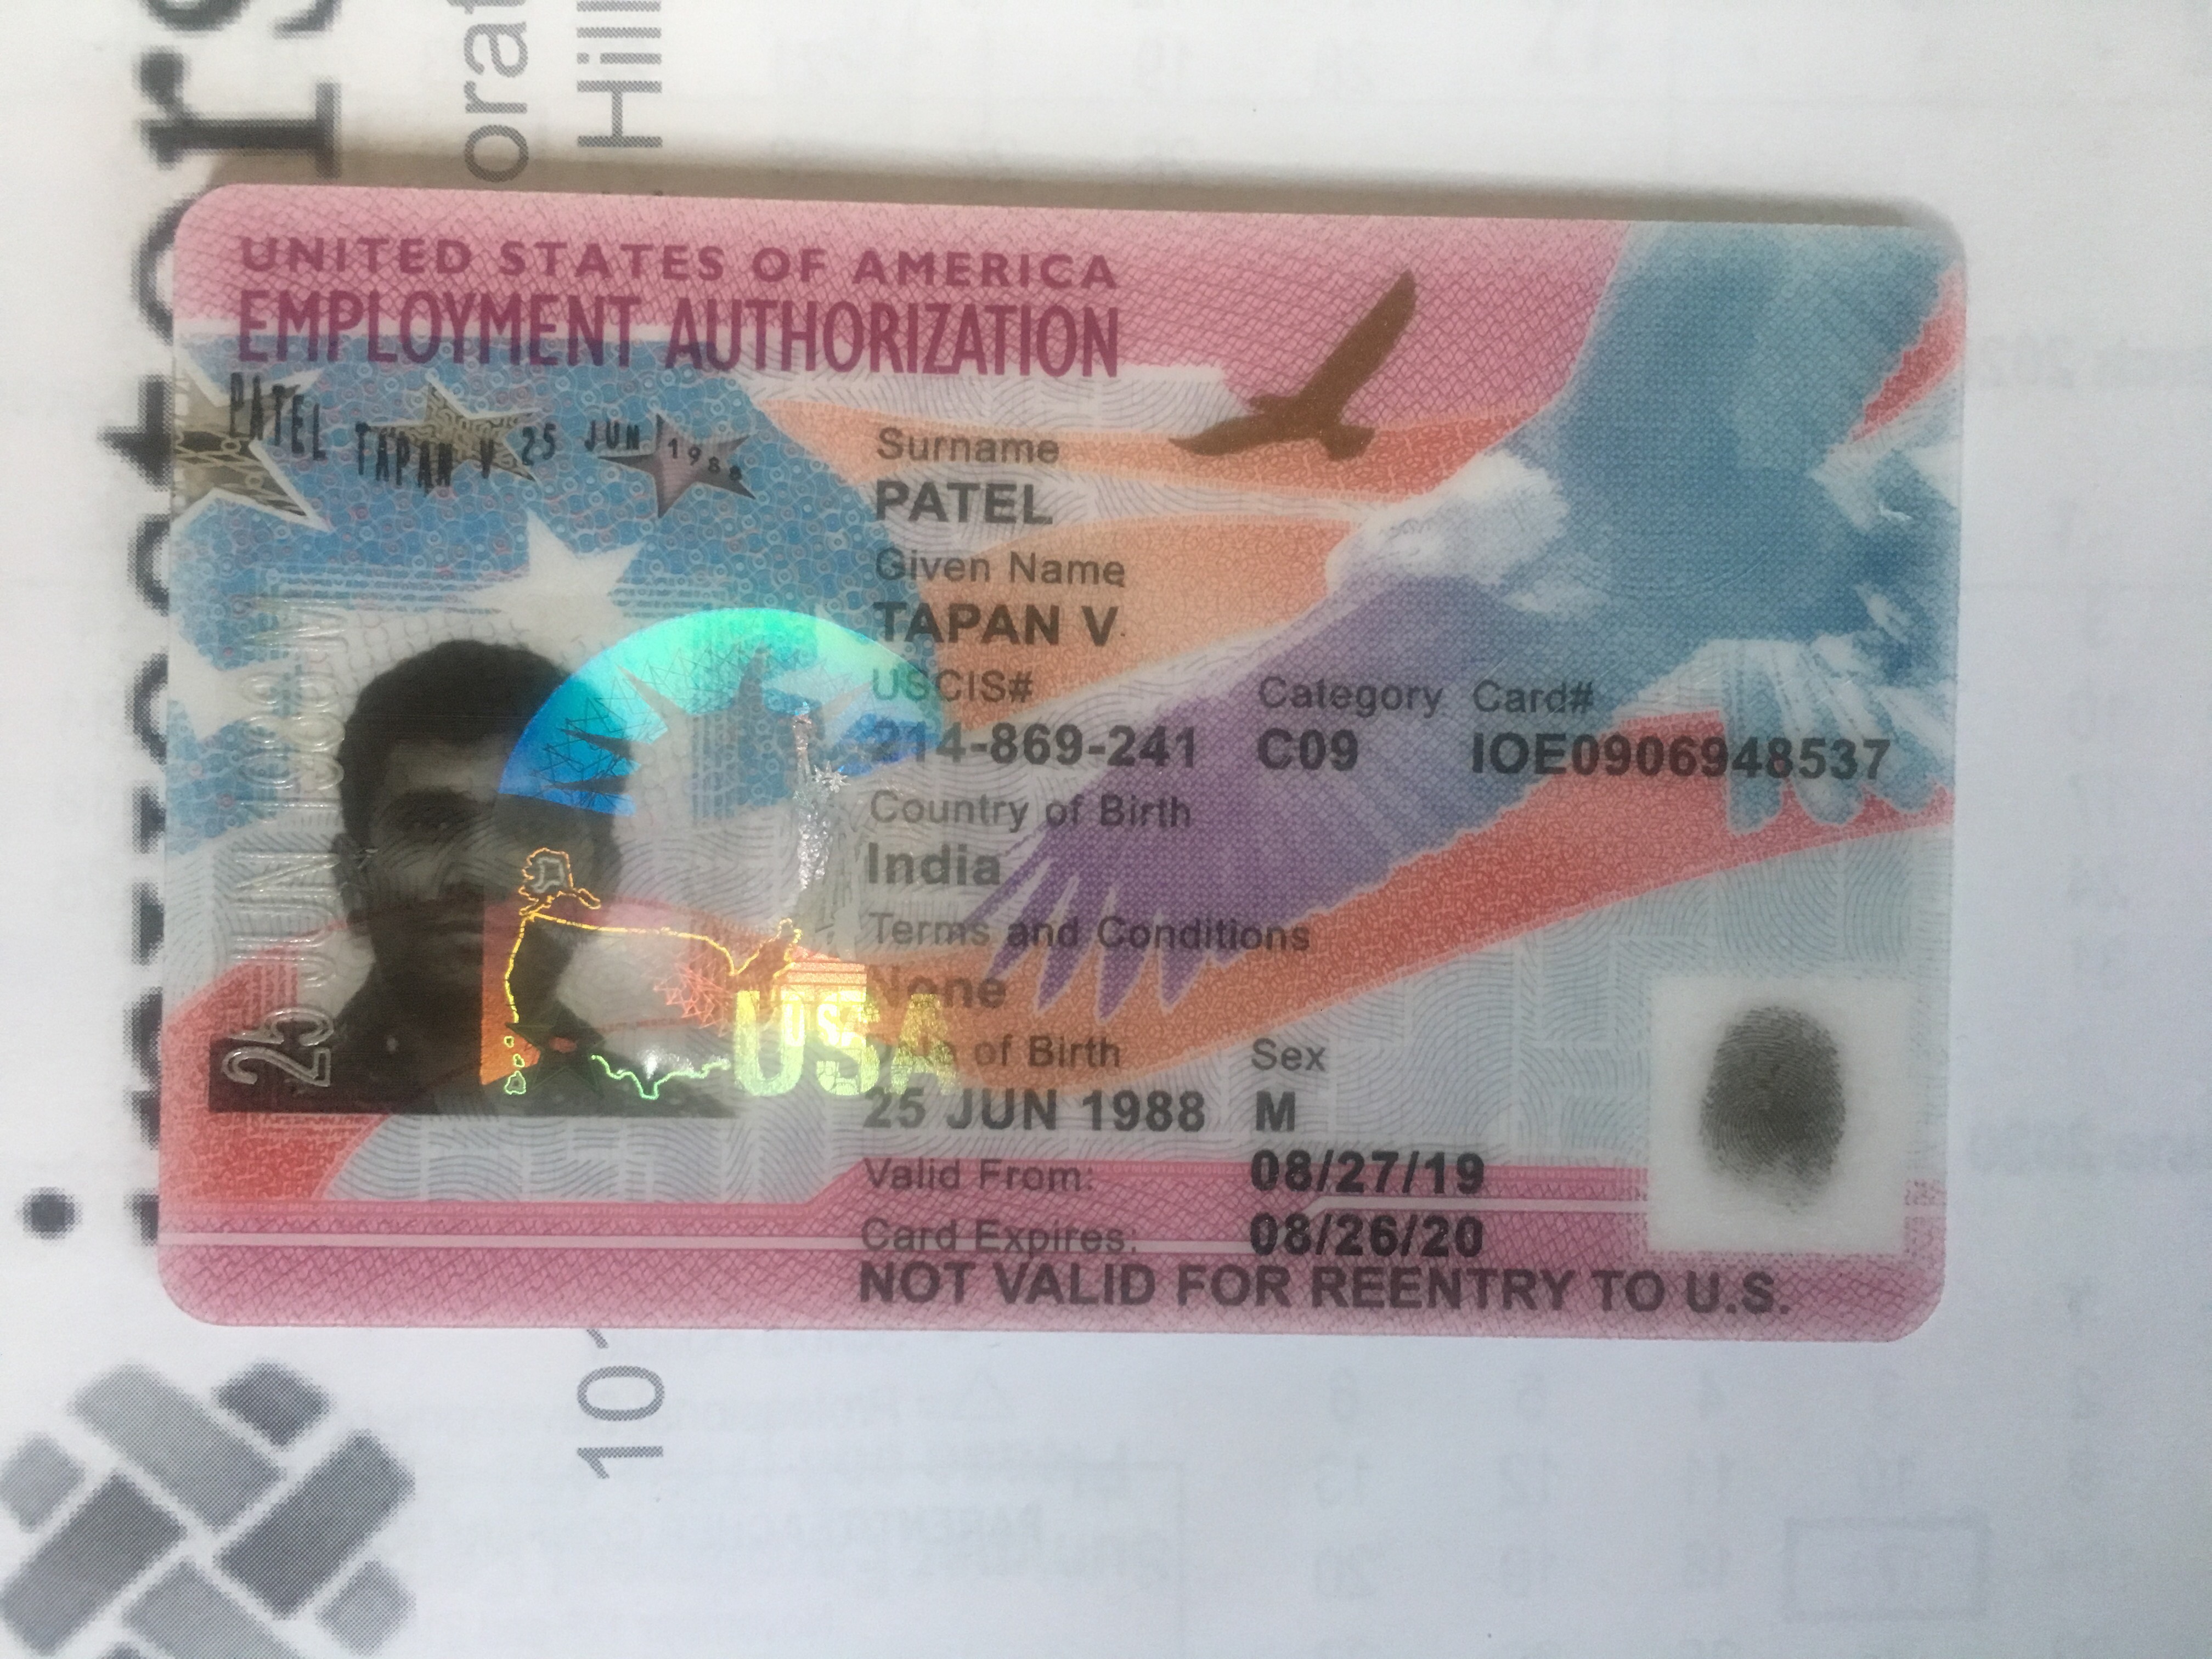 UNITED STATES OF AMERICA
EMPLOYMENT AUTHORIZATION
PATEL TAPAN V 25 JUN 1988
Surname
PATEL
Given Name
TAPAN V
USCIS# Category Card#
214-869-241 C09 IOE0906948537
Country of Birth
India
Terms and Conditions
None
Date of Birth Sex
25 JUN 1988 M
Valid From: 08/27/19
Card Expires: 08/26/20
NOT VALID FOR REENTRY TO U.S.
25 JUN 1988
USA